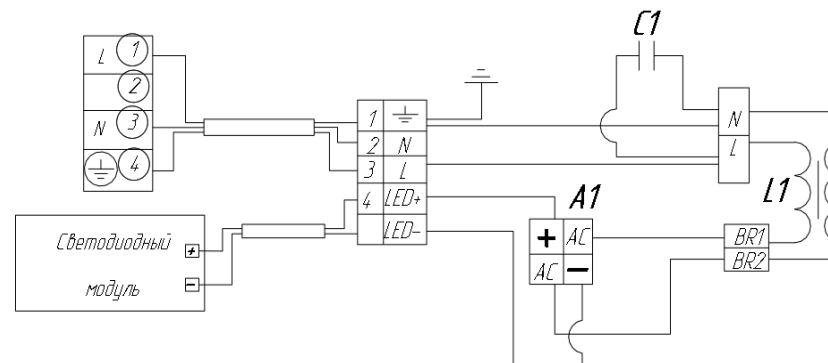 C1
L 1
2
N 3
4
1
2 N
3 L
4 LED+
LED-
N
L
L1
A1
+ AC
AC -
BR1
BR2
Светодиодный +
модуль -